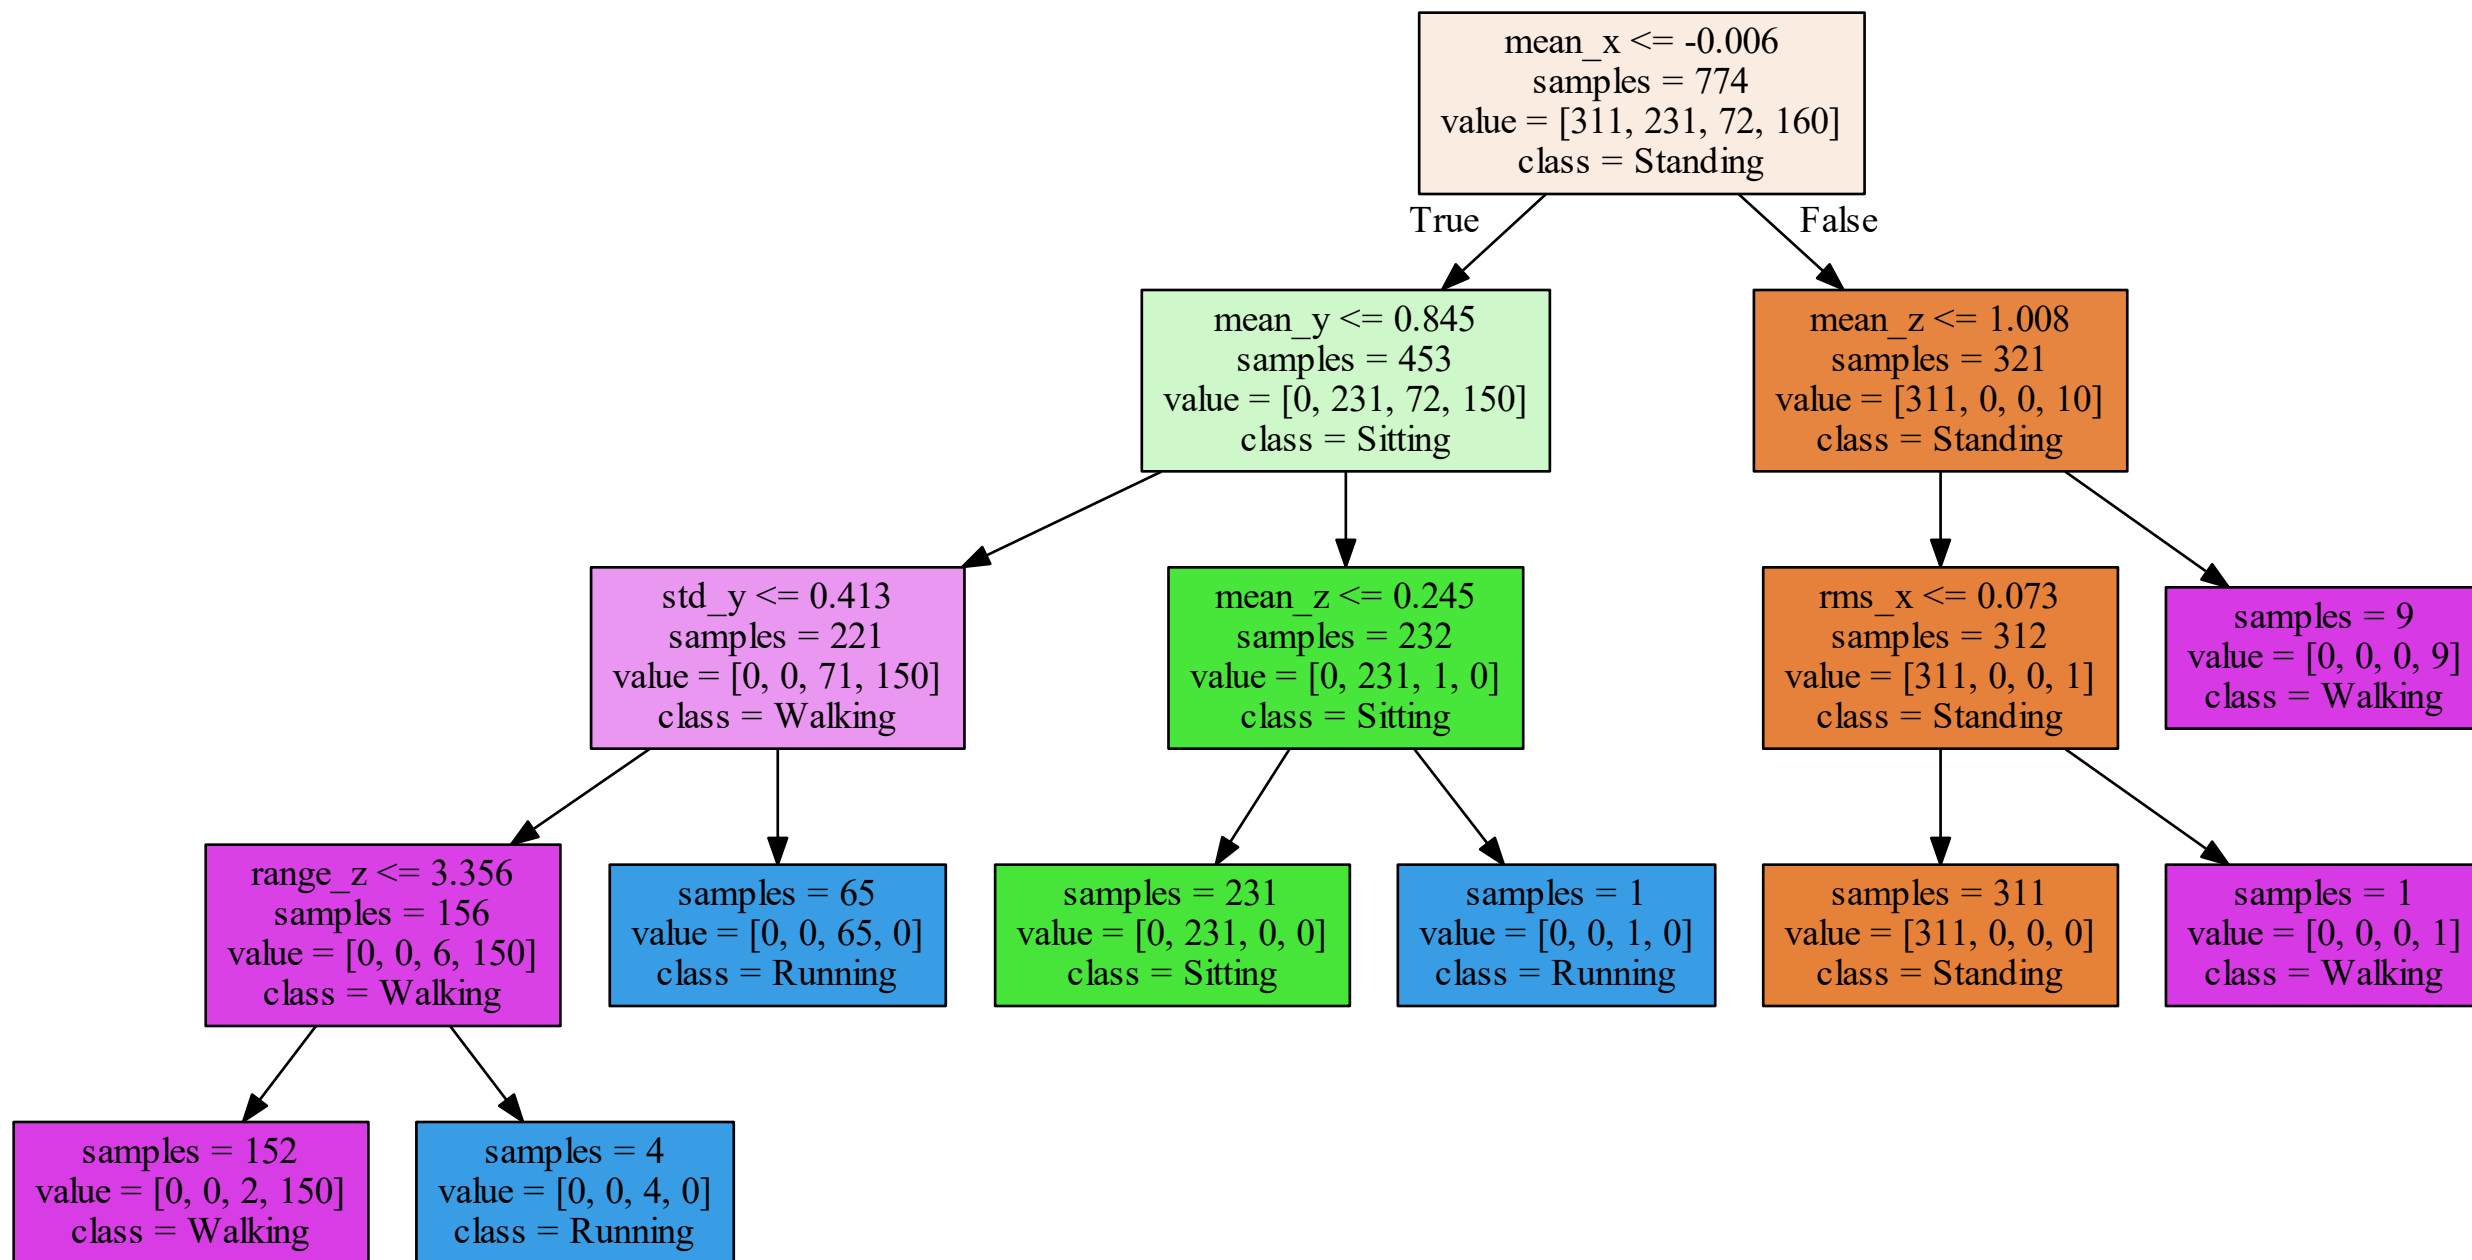 mean_x <= -0.006
samples = 774
value = [311, 231, 72, 160]
class = Standing
True
False
mean_y <= 0.845
samples = 453
value = [0, 231, 72, 150]
class = Sitting
mean_z <= 1.008
samples = 321
value = [311, 0, 0, 10]
class = Standing
std_y <= 0.413
samples = 221
value = [0, 0, 71, 150]
class = Walking
mean_z <= 0.245
samples = 232
value = [0, 231, 1, 0]
class = Sitting
rms_x <= 0.073
samples = 312
value = [311, 0, 0, 1]
class = Standing
samples = 9
value = [0, 0, 0, 9]
class = Walking
range_z <= 3.356
samples = 156
value = [0, 0, 6, 150]
class = Walking
samples = 65
value = [0, 0, 65, 0]
class = Running
samples = 231
value = [0, 231, 0, 0]
class = Sitting
samples = 1
value = [0, 0, 1, 0]
class = Running
samples = 311
value = [311, 0, 0, 0]
class = Standing
samples = 1
value = [0, 0, 0, 1]
class = Walking
samples = 152
value = [0, 0, 2, 150]
class = Walking
samples = 4
value = [0, 0, 4, 0]
class = Running